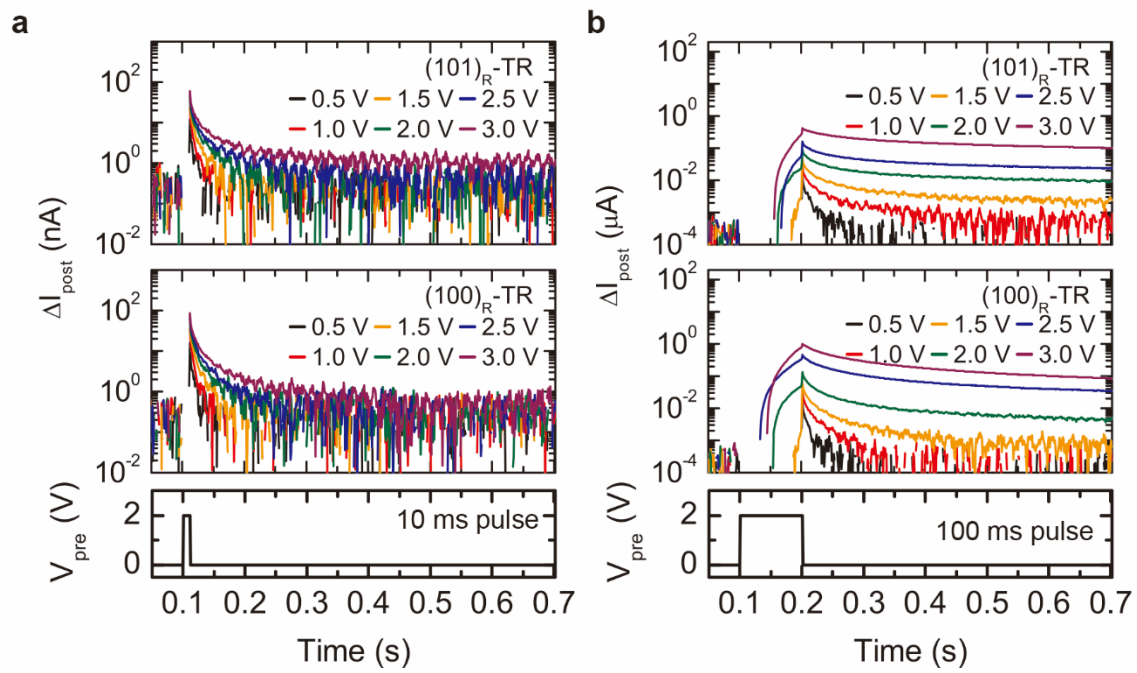 a
(101)R-TR
0.5 V 1.5 V 2.5 V
1.0 V 2.0 V 3.0 V
10²
10⁰
10⁻²
(100)R-TR
0.5 V 1.5 V 2.5 V
1.0 V 2.0 V 3.0 V
10²
10⁰
10⁻²
ΔIpost (nA)
10 ms pulse
2
0
Vpre (V)
0.1 0.2 0.3 0.4 0.5 0.6 0.7
Time (s)
b
(101)R-TR
0.5 V 1.5 V 2.5 V
1.0 V 2.0 V 3.0 V
10²
10⁰
10⁻²
10⁻⁴
(100)R-TR
0.5 V 1.5 V 2.5 V
1.0 V 2.0 V 3.0 V
10²
10⁰
10⁻²
10⁻⁴
ΔIpost (μA)
100 ms pulse
2
0
Vpre (V)
0.1 0.2 0.3 0.4 0.5 0.6 0.7
Time (s)